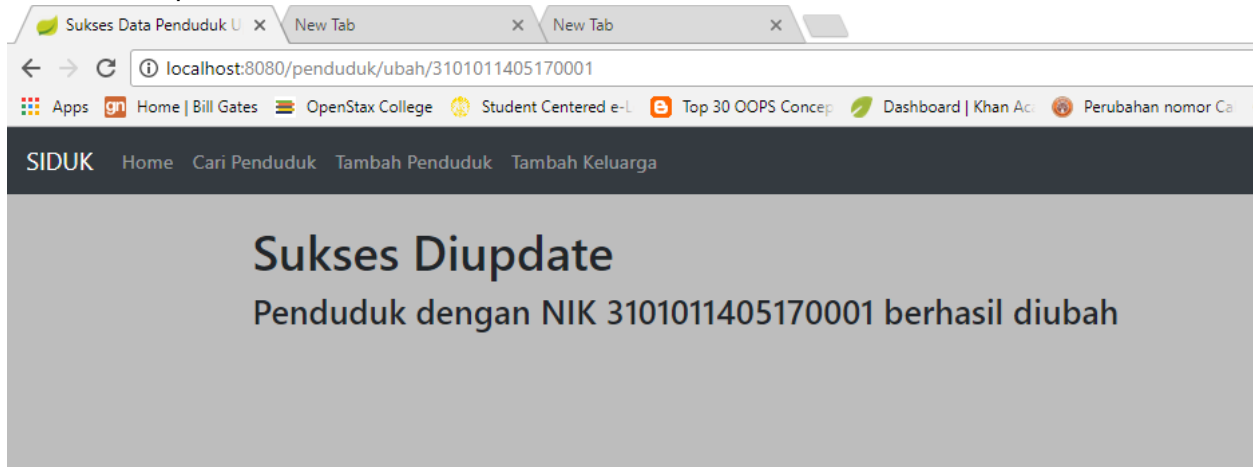 Sukses Data Penduduk U New Tab New Tab
localhost:8080/penduduk/ubah/3101011405170001
Apps gn Home | Bill Gates OpenStax College Student Centered e-L Top 30 OOPS Concep Dashboard | Khan Aca Perubahan nomor Ca
SIDUK Home Cari Penduduk Tambah Penduduk Tambah Keluarga
Sukses Diupdate
Penduduk dengan NIK 3101011405170001 berhasil diubah